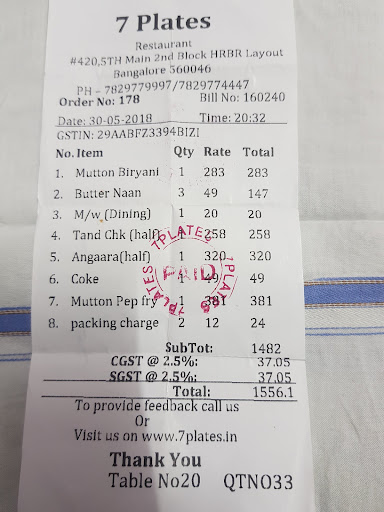 7 Plates
Restaurant
#420,5TH Main 2nd Block HRBR Layout
Bangalore 560046
PH - 7829779997/7829774447
Order No: 178 Bill No: 160240
Date: 30-05-2018 Time: 20:32
GSTIN: 29AABFZ3394BIZI
No. Item Qty Rate Total
1. Mutton Biryani 1 283 283
2. Butter Naan 3 49 147
3. M/w (Dining) 1 20 20
4. Tand Chk (half) 1 258 258
5. Angaara(half) 1 320 320
6. Coke 1 49 49
7. Mutton Pep fry 1 381 381
8. packing charge 2 12 24
7PLATES 7PLATES 7PLATES
PAID
SubTot: 1482
CGST @ 2.5%: 37.05
SGST @ 2.5%: 37.05
Total: 1556.1
To provide feedback call us
Or
Visit us on www.7plates.in
Thank You
Table No20 QTNO33